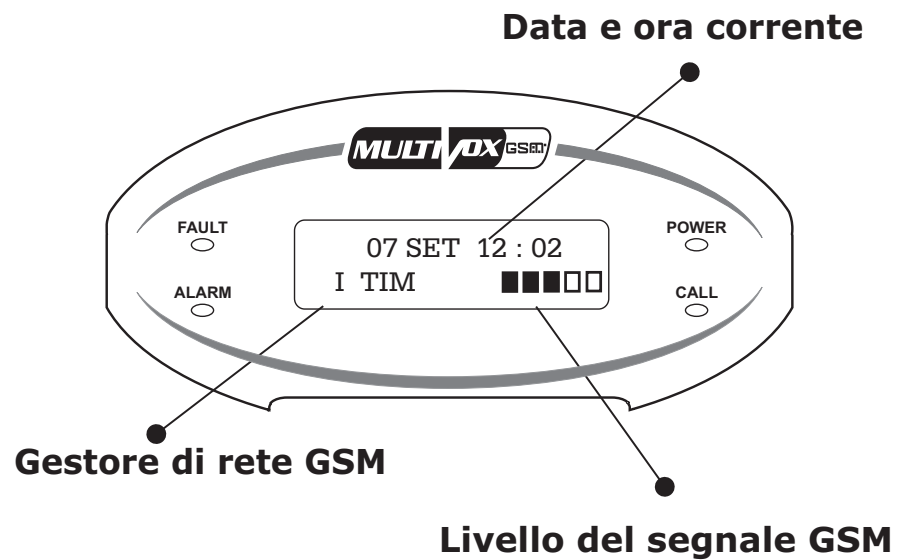 Data e ora corrente
MULTIVOX GSM
FAULT
POWER
07 SET 12 : 02
I TIM
ALARM
CALL
Gestore di rete GSM
Livello del segnale GSM